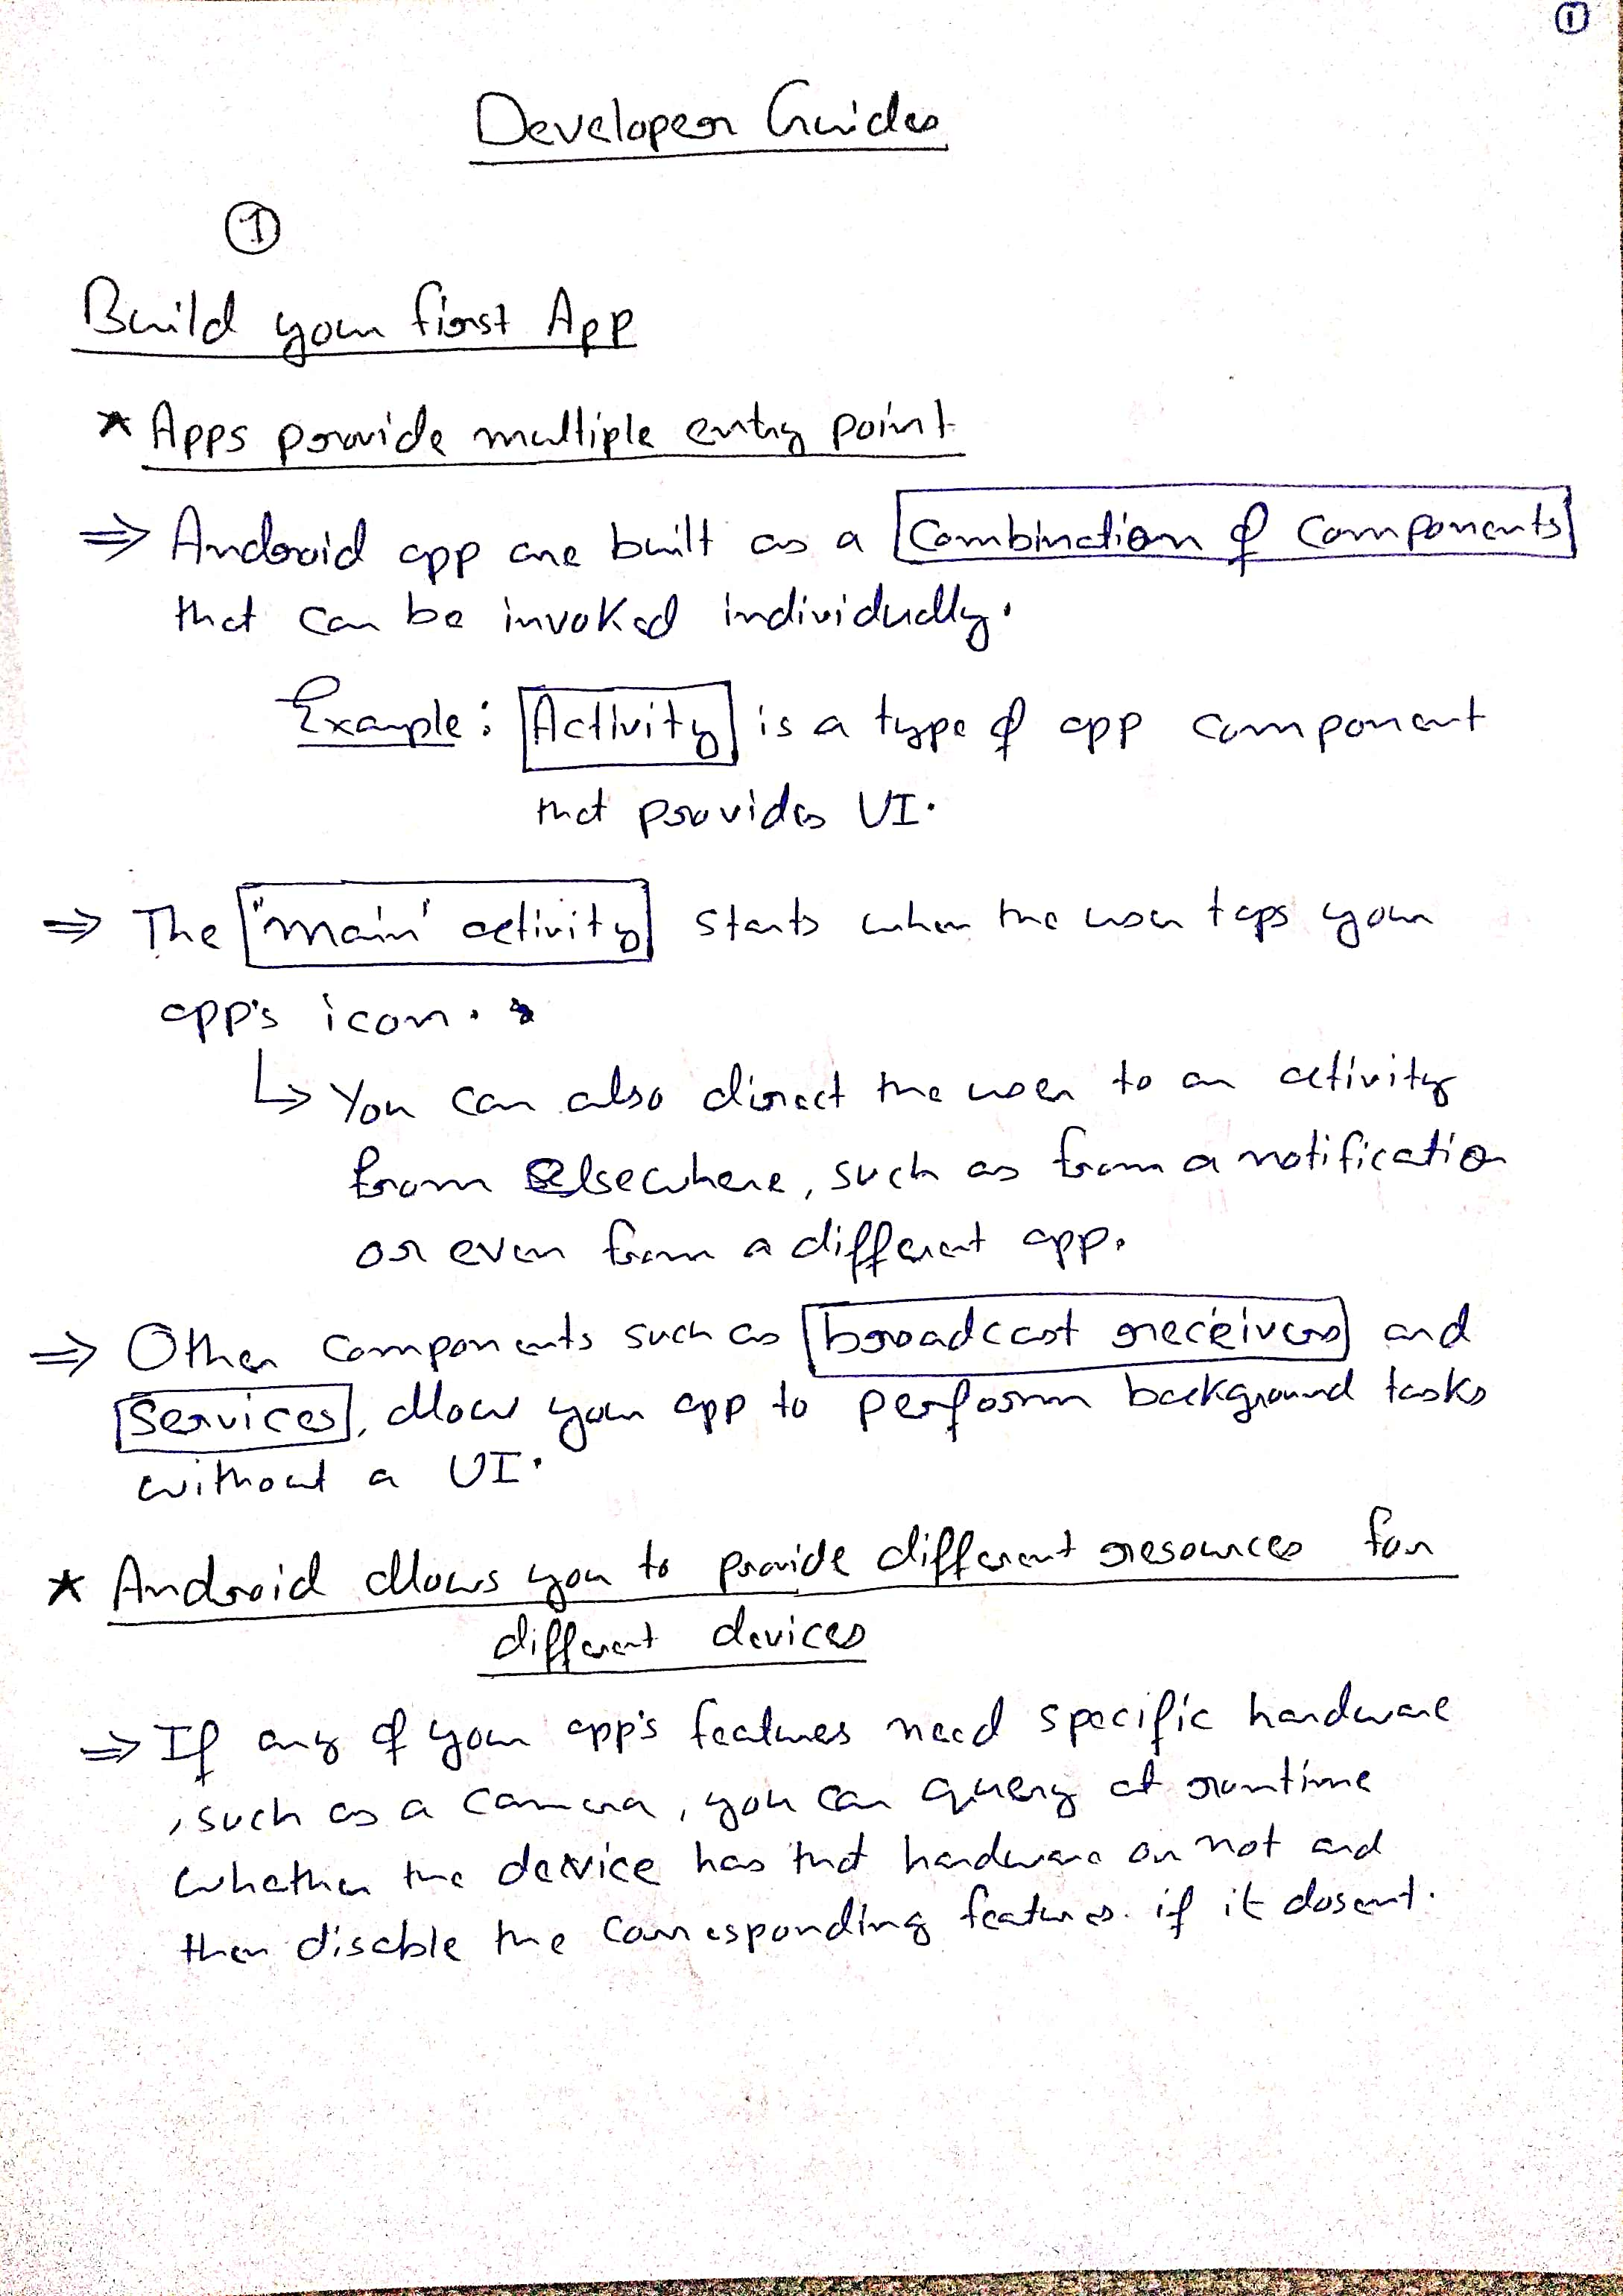 1
Developer Guides
1
Build your first App
* Apps provide multiple entry point
⇒ Android app are built as a Combination of Components
that can be invoked individually.
Example: Activity is a type of app component
that provides UI.
⇒ The "main' activity starts when the user taps your
app's icon.
↳ You can also direct the user to an activity
from elsewhere, such as from a notification
or even from a different app.
⇒ Other components such as broadcast receivers and
Services, allow your app to perform background tasks
without a UI.
* Android allows you to provide different resources for
different devices
⇒ If any of your app's features need specific hardware
, such as a camera, you can query at runtime
whether the device has that hardware or not and
then disable the corresponding features. if it dosent.